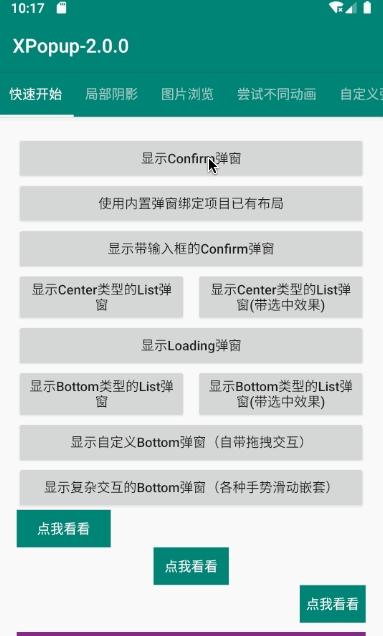 10:17
XPopup-2.0.0
快速开始 局部阴影 图片浏览 尝试不同动画 自定义
显示Confirm弹窗
使用内置弹窗绑定项目已有布局
显示带输入框的Confirm弹窗
显示Center类型的List弹
窗
显示Center类型的List弹
窗(带选中效果)
显示Loading弹窗
显示Bottom类型的List弹
窗
显示Bottom类型的List弹
窗(带选中效果)
显示自定义Bottom弹窗（自带拖拽交互）
显示复杂交互的Bottom弹窗（各种手势滑动嵌套）
点我看看
点我看看
点我看看